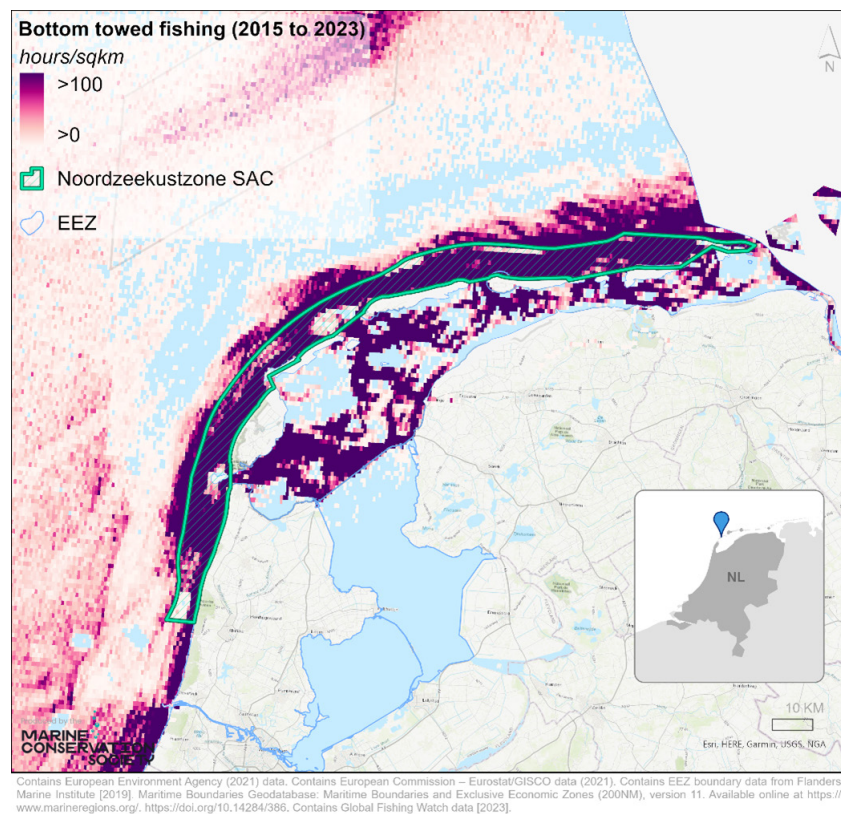 Bottom towed fishing (2015 to 2023)
hours/sqkm
>100
>0
Noordzeekustzone SAC
EEZ
N
NL
10 KM
Esri, HERE, Garmin, USGS, NGA
MARINE
CONSERVATION
SOCIETY
Contains European Environment Agency (2021) data. Contains European Commission – Eurostat/GISCO data (2021). Contains EEZ boundary data from Flanders
Marine Institute [2019]. Maritime Boundaries Geodatabase: Maritime Boundaries and Exclusive Economic Zones (200NM), version 11. Available online at https:/
www.marineregions.org/. https://doi.org/10.14284/386. Contains Global Fishing Watch data [2023].